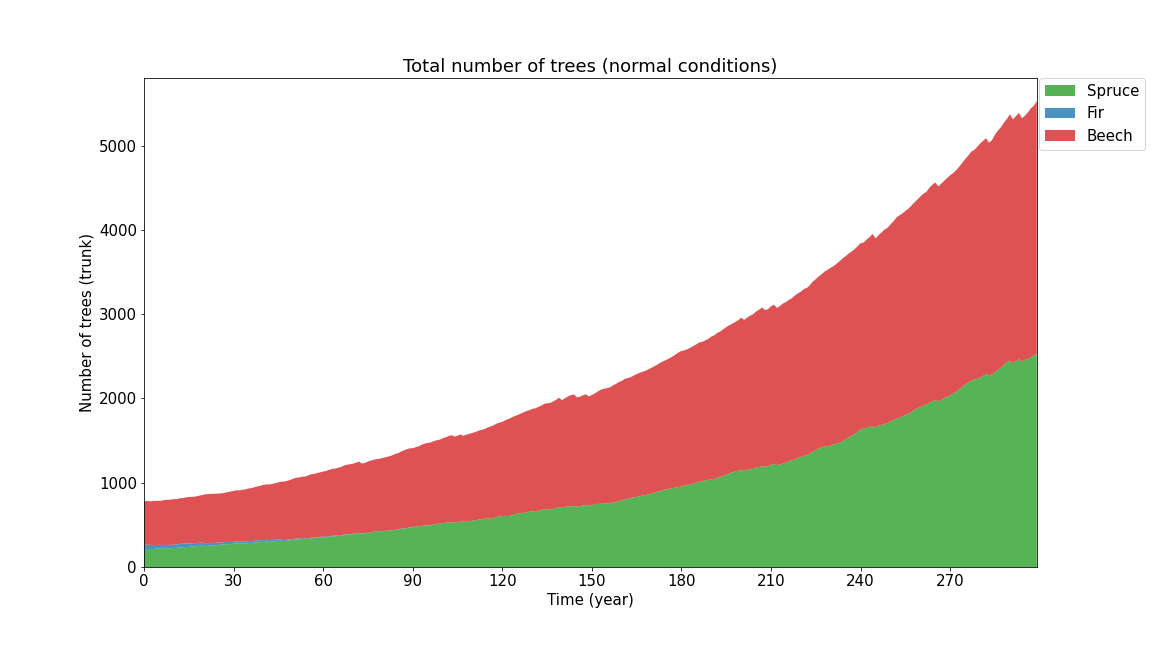 Total number of trees (normal conditions)
Spruce
Fir
Beech
5000
4000
3000
2000
1000
0
Number of trees (trunk)
0 30 60 90 120 150 180 210 240 270
Time (year)